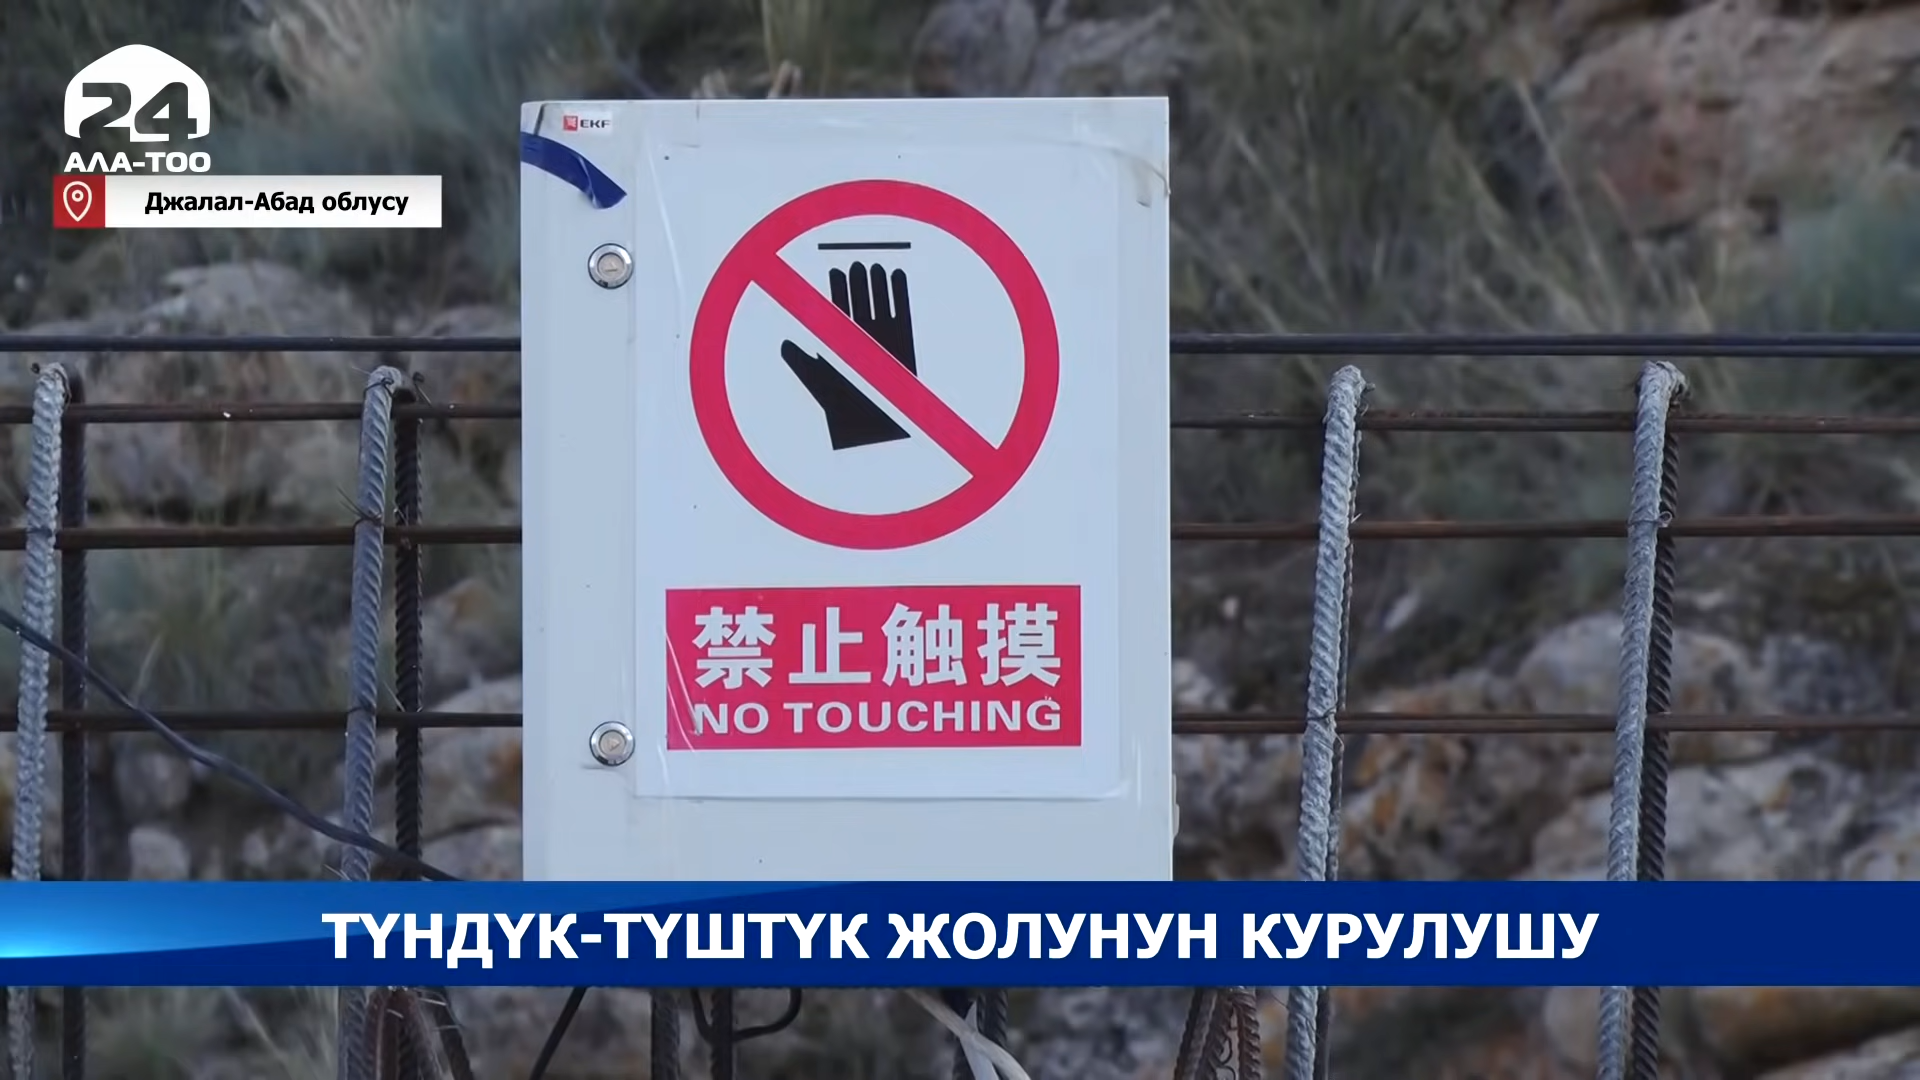 24
АЛА-ТОО
Джалал-Абад облусу
EKF
禁止触摸
NO TOUCHING
ТҮНДҮК-ТҮШТҮК ЖОЛУНУН КУРУЛУШУ